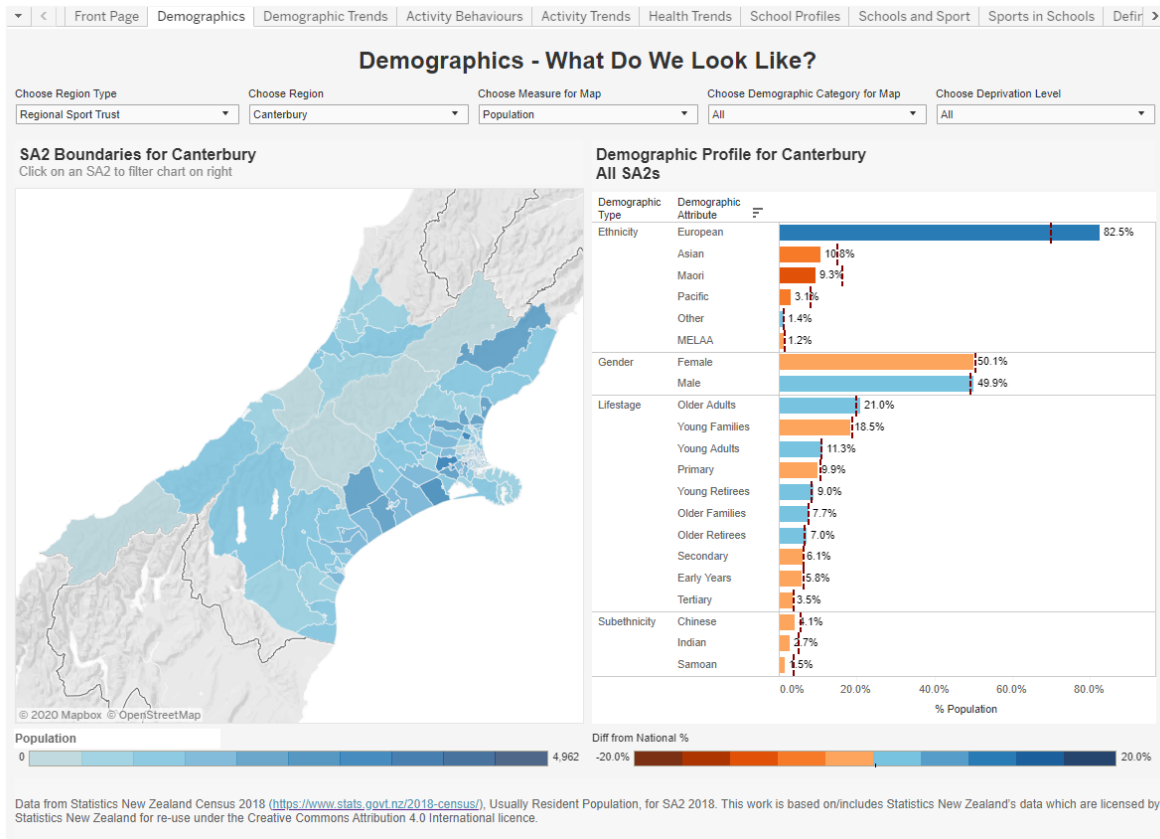 Front Page Demographics Demographic Trends Activity Behaviours Activity Trends Health Trends School Profiles Schools and Sport Sports in Schools Defir
Demographics - What Do We Look Like?
Choose Region Type Choose Region Choose Measure for Map Choose Demographic Category for Map Choose Deprivation Level
Regional Sport Trust Canterbury Population All All
SA2 Boundaries for Canterbury
Click on an SA2 to filter chart on right
© 2020 Mapbox © OpenStreetMap
Population
0 4,962
Demographic Profile for Canterbury
All SA2s
Demographic Type Demographic Attribute
Ethnicity European 82.5%
Asian 10.8%
Maori 9.3%
Pacific 3.1%
Other 1.4%
MELAA 1.2%
Gender Female 50.1%
Male 49.9%
Lifestage Older Adults 21.0%
Young Families 18.5%
Young Adults 11.3%
Primary 9.9%
Young Retirees 9.0%
Older Families 7.7%
Older Retirees 7.0%
Secondary 6.1%
Early Years 5.8%
Tertiary 3.5%
Subethnicity Chinese 4.1%
Indian 2.7%
Samoan 1.5%
0.0% 20.0% 40.0% 60.0% 80.0%
% Population
Diff from National %
-20.0% 20.0%
Data from Statistics New Zealand Census 2018 (https://www.stats.govt.nz/2018-census/), Usually Resident Population, for SA2 2018. This work is based on/includes Statistics New Zealand's data which are licensed by
Statistics New Zealand for re-use under the Creative Commons Attribution 4.0 International licence.